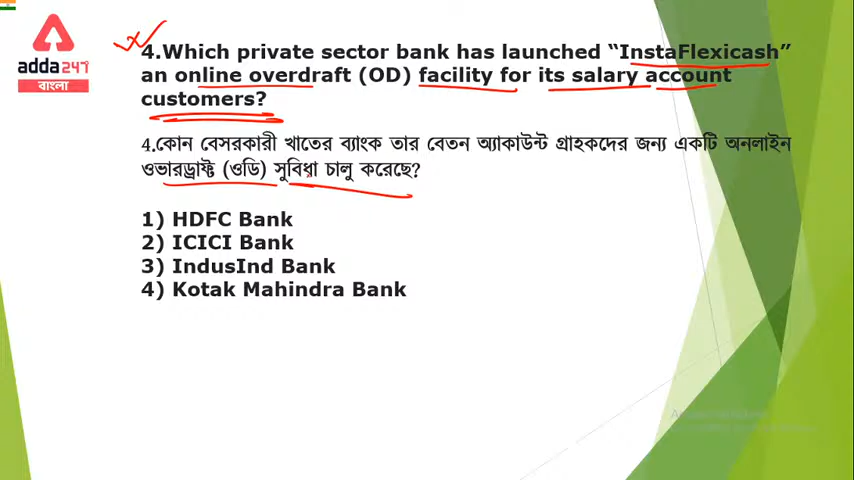 adda247
বাংলা
4.Which private sector bank has launched “InstaFlexicash”
an online overdraft (OD) facility for its salary account
customers?
4.কোন বেসরকারী খাতের ব্যাংক তার বেতন অ্যাকাউন্ট গ্রাহকদের জন্য একটি অনলাইন
ওভারড্রাফ্ট (ওডি) সুবিধা চালু করেছে?
1) HDFC Bank
2) ICICI Bank
3) IndusInd Bank
4) Kotak Mahindra Bank